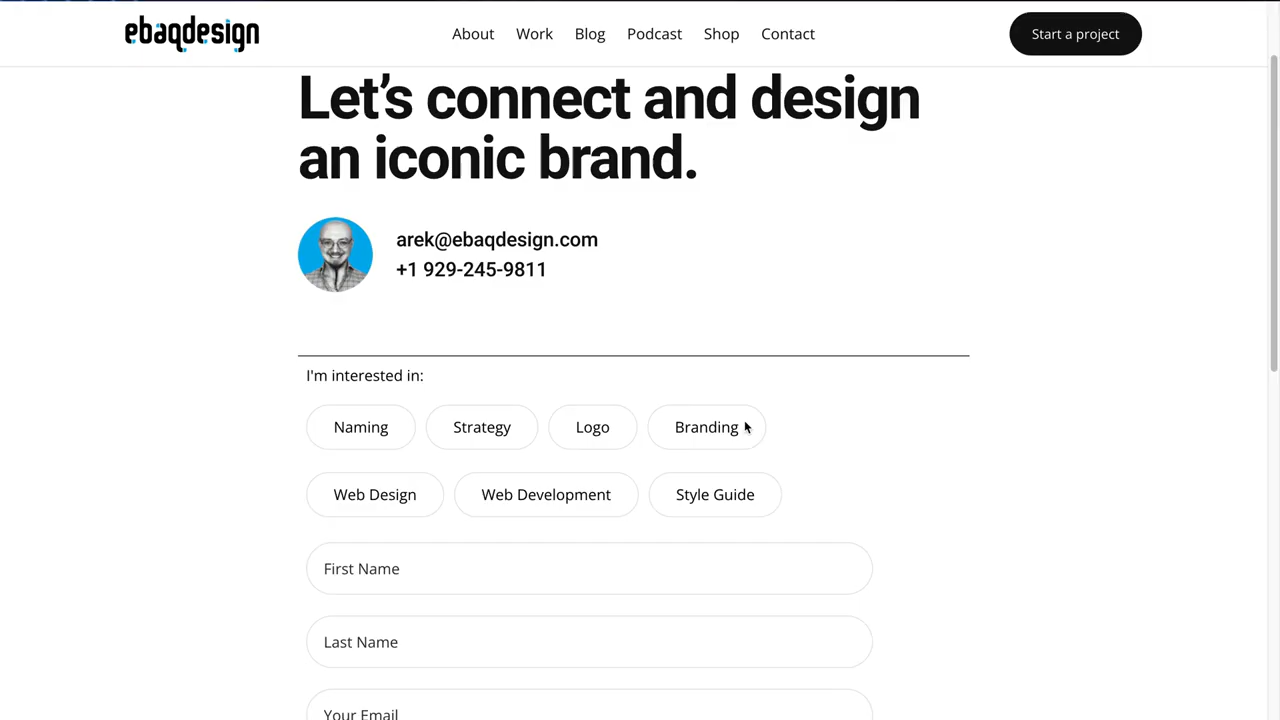 ebaqdesign
About Work Blog Podcast Shop Contact
Start a project
Let’s connect and design
an iconic brand.
arek@ebaqdesign.com
+1 929-245-9811
I'm interested in:
Naming Strategy Logo Branding
Web Design Web Development Style Guide
First Name
Last Name
Your Email